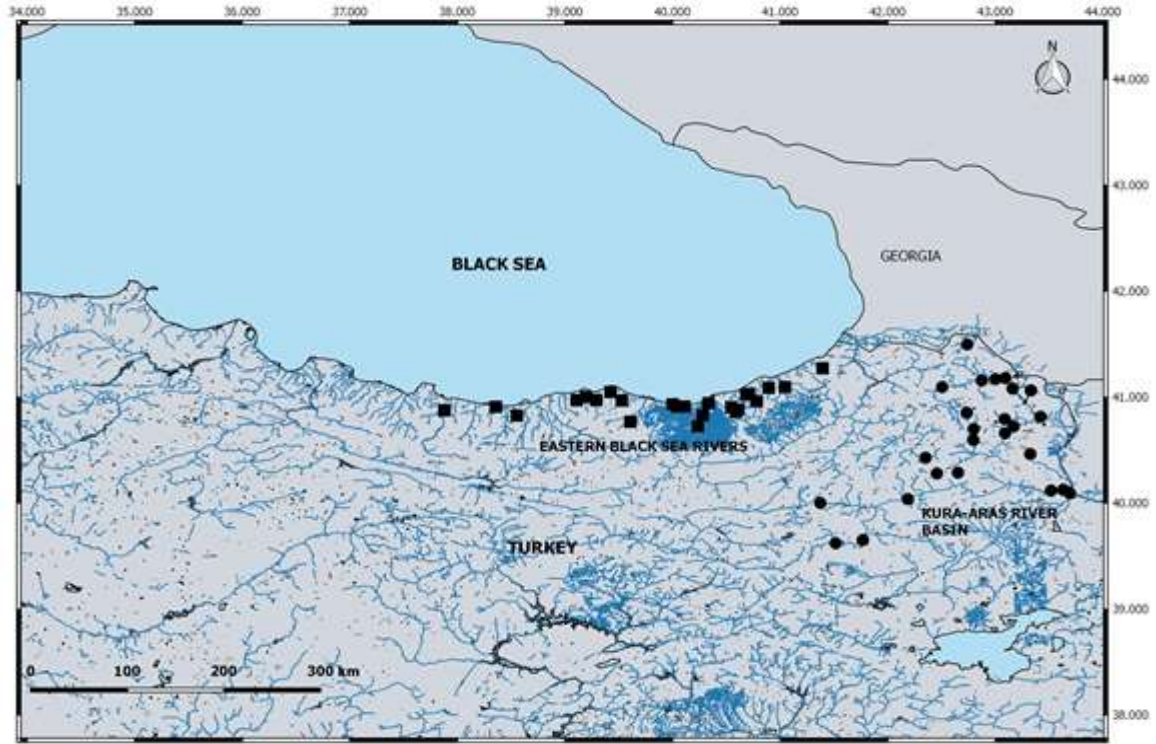 34.000 35.000 36.000 37.000 38.000 39.000 40.000 41.000 42.000 43.000 44.000
N
44.000
43.000
GEORGIA
BLACK SEA
42.000
41.000
EASTERN BLACK SEA RIVERS
40.000
KURA-ARAS RIVER
BASIN
TURKEY
39.000
0 100 200 300 km
38.000